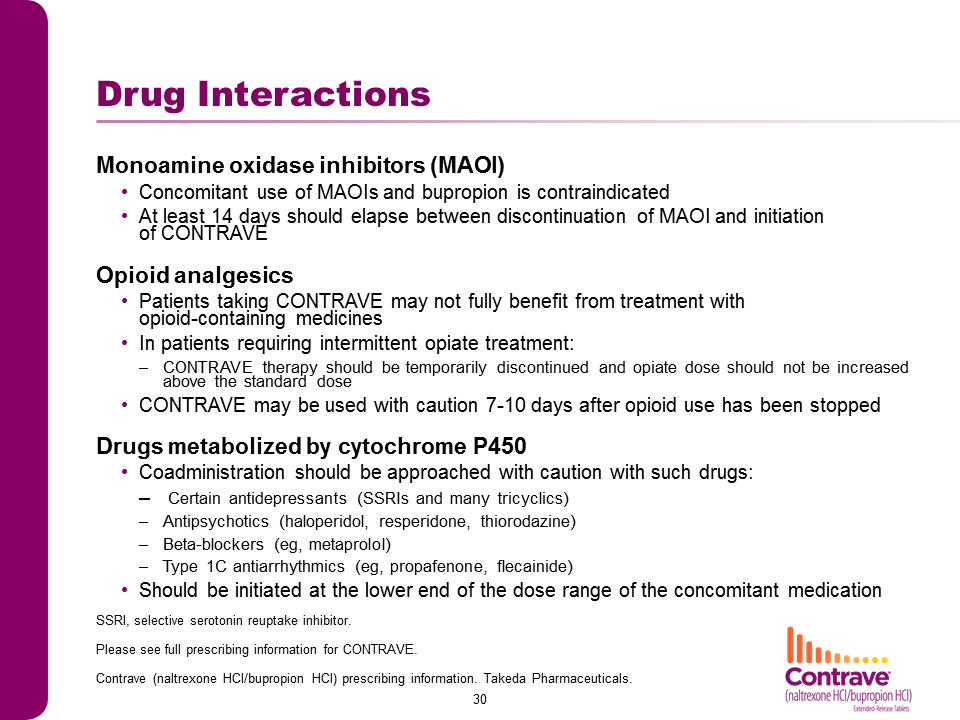 Drug Interactions
Monoamine oxidase inhibitors (MAOI)
• Concomitant use of MAOIs and bupropion is contraindicated
• At least 14 days should elapse between discontinuation of MAOI and initiation
of CONTRAVE
Opioid analgesics
• Patients taking CONTRAVE may not fully benefit from treatment with
opioid-containing medicines
• In patients requiring intermittent opiate treatment:
– CONTRAVE therapy should be temporarily discontinued and opiate dose should not be increased
above the standard dose
• CONTRAVE may be used with caution 7-10 days after opioid use has been stopped
Drugs metabolized by cytochrome P450
• Coadministration should be approached with caution with such drugs:
– Certain antidepressants (SSRIs and many tricyclics)
– Antipsychotics (haloperidol, resperidone, thiorodazine)
– Beta-blockers (eg, metaprolol)
– Type 1C antiarrhythmics (eg, propafenone, flecainide)
• Should be initiated at the lower end of the dose range of the concomitant medication
SSRI, selective serotonin reuptake inhibitor.
Please see full prescribing information for CONTRAVE.
Contrave (naltrexone HCl/bupropion HCl) prescribing information. Takeda Pharmaceuticals.
30
Contrave®
(naltrexone HCl/bupropion HCl)
Extended-Release Tablets